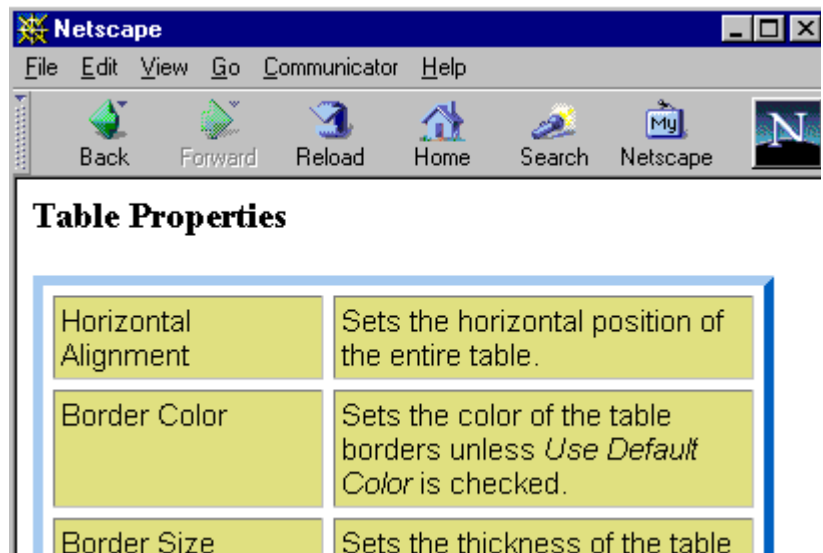 Netscape
File Edit View Go Communicator Help
My N
Back Forward Reload Home Search Netscape
Table Properties
Horizontal
Alignment
Sets the horizontal position of
the entire table.
Border Color
Sets the color of the table
borders unless Use Default
Color is checked.
Border Size
Sets the thickness of the table